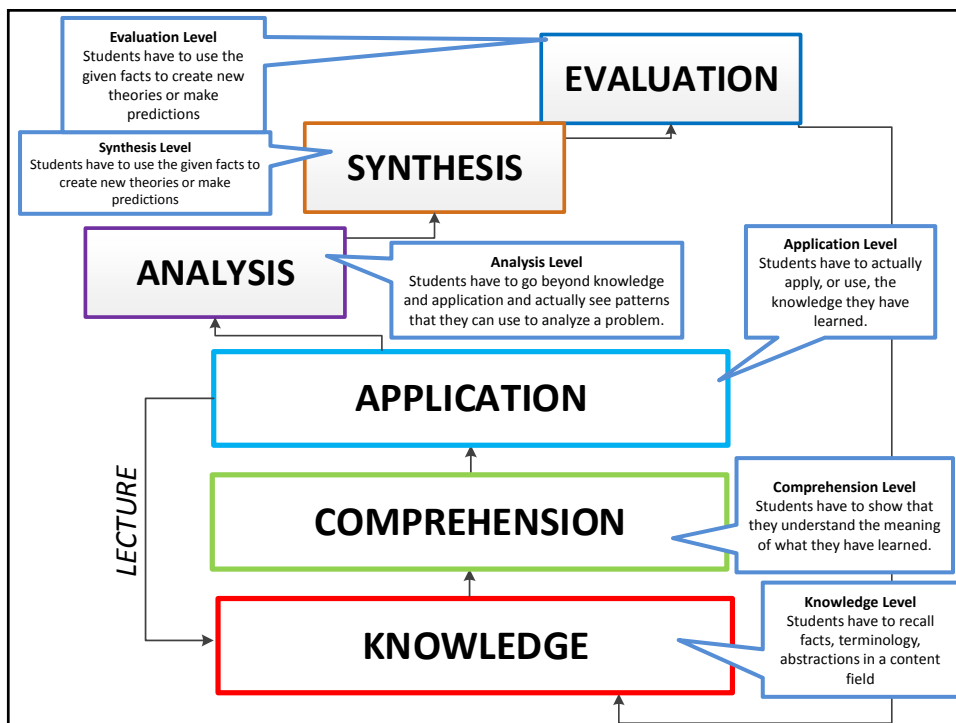 Evaluation Level
Students have to use the
given facts to create new
theories or make
predictions
EVALUATION
Synthesis Level
Students have to use the given facts to
create new theories or make
predictions
SYNTHESIS
ANALYSIS
Analysis Level
Students have to go beyond knowledge
and application and actually see patterns
that they can use to analyze a problem.
Application Level
Students have to actually
apply, or use, the
knowledge they have
learned.
APPLICATION
LECTURE
COMPREHENSION
Comprehension Level
Students have to show that
they understand the meaning
of what they have learned.
KNOWLEDGE
Knowledge Level
Students have to recall
facts, terminology,
abstractions in a content
field